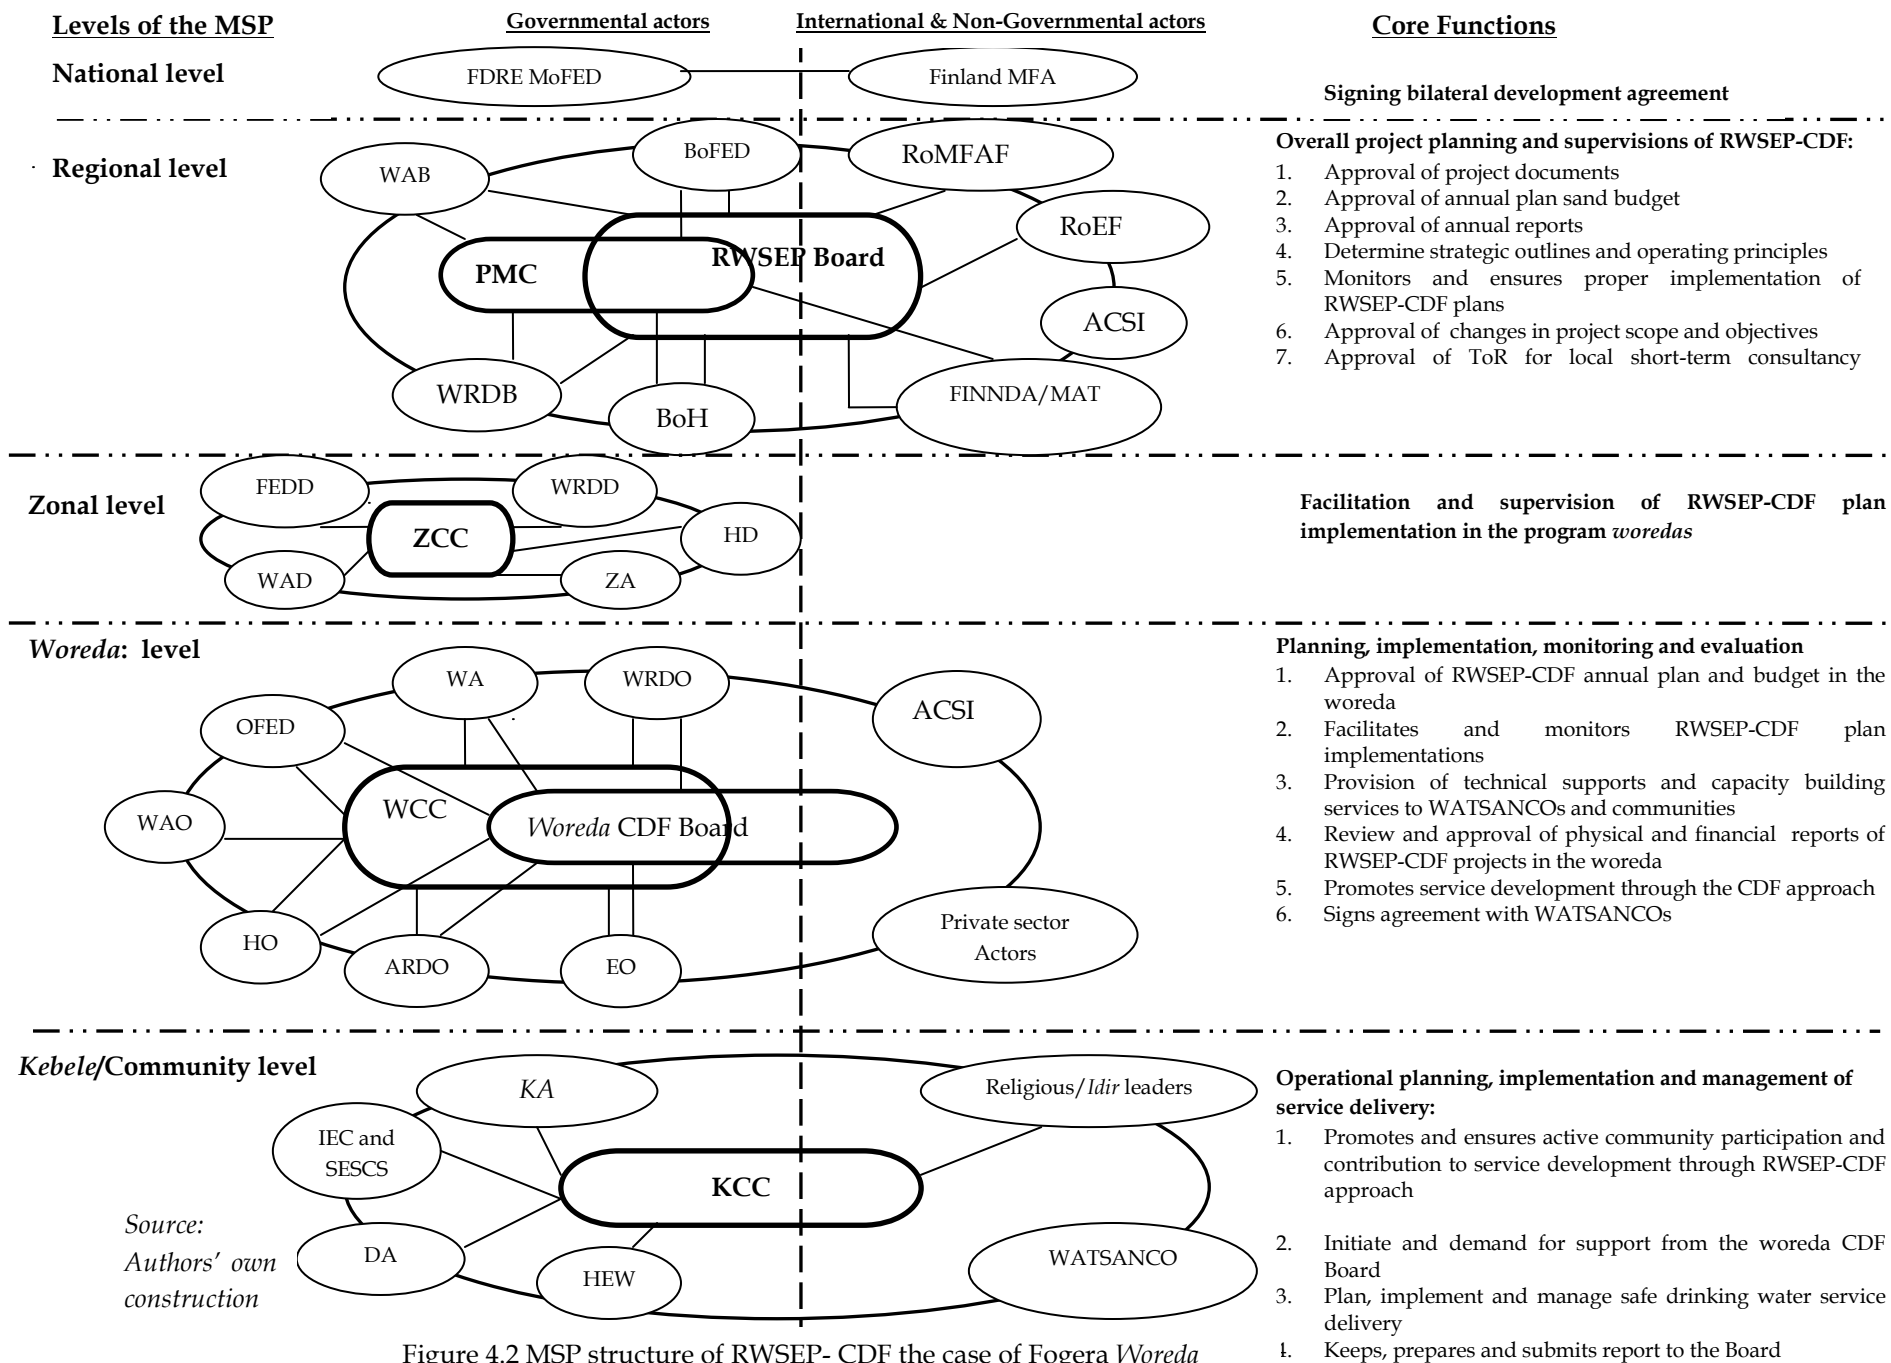 Levels of the MSP
Governmental actors
International & Non-Governmental actors
Core Functions
National level
FDRE MoFED
Finland MFA
Signing bilateral development agreement
Regional level
WAB
BoFED
RoMFAF
RoEF
ACSI
RWSEP Board
PMC
WRDB
BoH
FINNDA/MAT
Overall project planning and supervisions of RWSEP-CDF:
1. Approval of project documents
2. Approval of annual plan sand budget
3. Approval of annual reports
4. Determine strategic outlines and operating principles
5. Monitors and ensures proper implementation of
RWSEP-CDF plans
6. Approval of changes in project scope and objectives
7. Approval of ToR for local short-term consultancy
Zonal level
FEDD
WRDD
ZCC
HD
WAD
ZA
Facilitation and supervision of RWSEP-CDF plan
implementation in the program woredas
Woreda: level
WA
WRDO
ACSI
OFED
WCC
WAO
Woreda CDF Board
HO
ARDO
EO
Private sector
Actors
Planning, implementation, monitoring and evaluation
1. Approval of RWSEP-CDF annual plan and budget in the
woreda
2. Facilitates and monitors RWSEP-CDF plan
implementations
3. Provision of technical supports and capacity building
services to WATSANCOs and communities
4. Review and approval of physical and financial reports of
RWSEP-CDF projects in the woreda
5. Promotes service development through the CDF approach
6. Signs agreement with WATSANCOs
Kebele/Community level
KA
Religious/Idir leaders
IEC and
SESCS
KCC
DA
HEW
WATSANCO
Source:
Authors' own
construction
Operational planning, implementation and management of
service delivery:
1. Promotes and ensures active community participation and
contribution to service development through RWSEP-CDF
approach
2. Initiate and demand for support from the woreda CDF
Board
3. Plan, implement and manage safe drinking water service
delivery
4. Keeps, prepares and submits report to the Board
Figure 4.2 MSP structure of RWSEP- CDF the case of Fogera Woreda